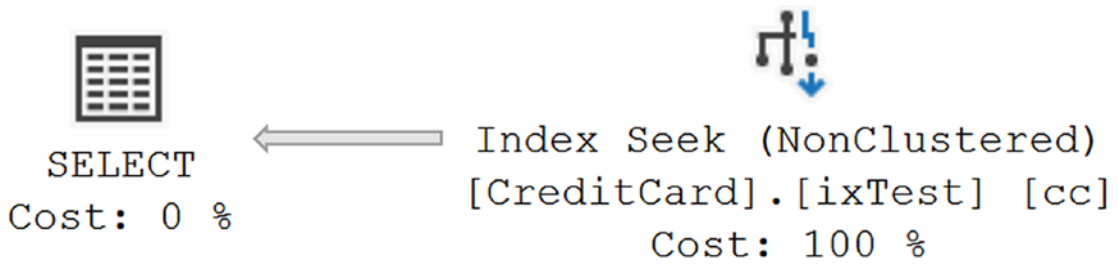 SELECT
Cost: 0 %
Index Seek (NonClustered)
[CreditCard].[ixTest] [cc]
Cost: 100 %